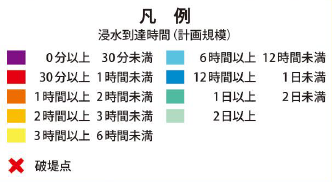 凡 例
浸水到達時間(計画規模)
0分以上 30分未満
30分以上 1時間未満
1時間以上 2時間未満
2時間以上 3時間未満
3時間以上 6時間未満
6時間以上 12時間未満
12時間以上 1日未満
1日以上 2日未満
2日以上
破堤点